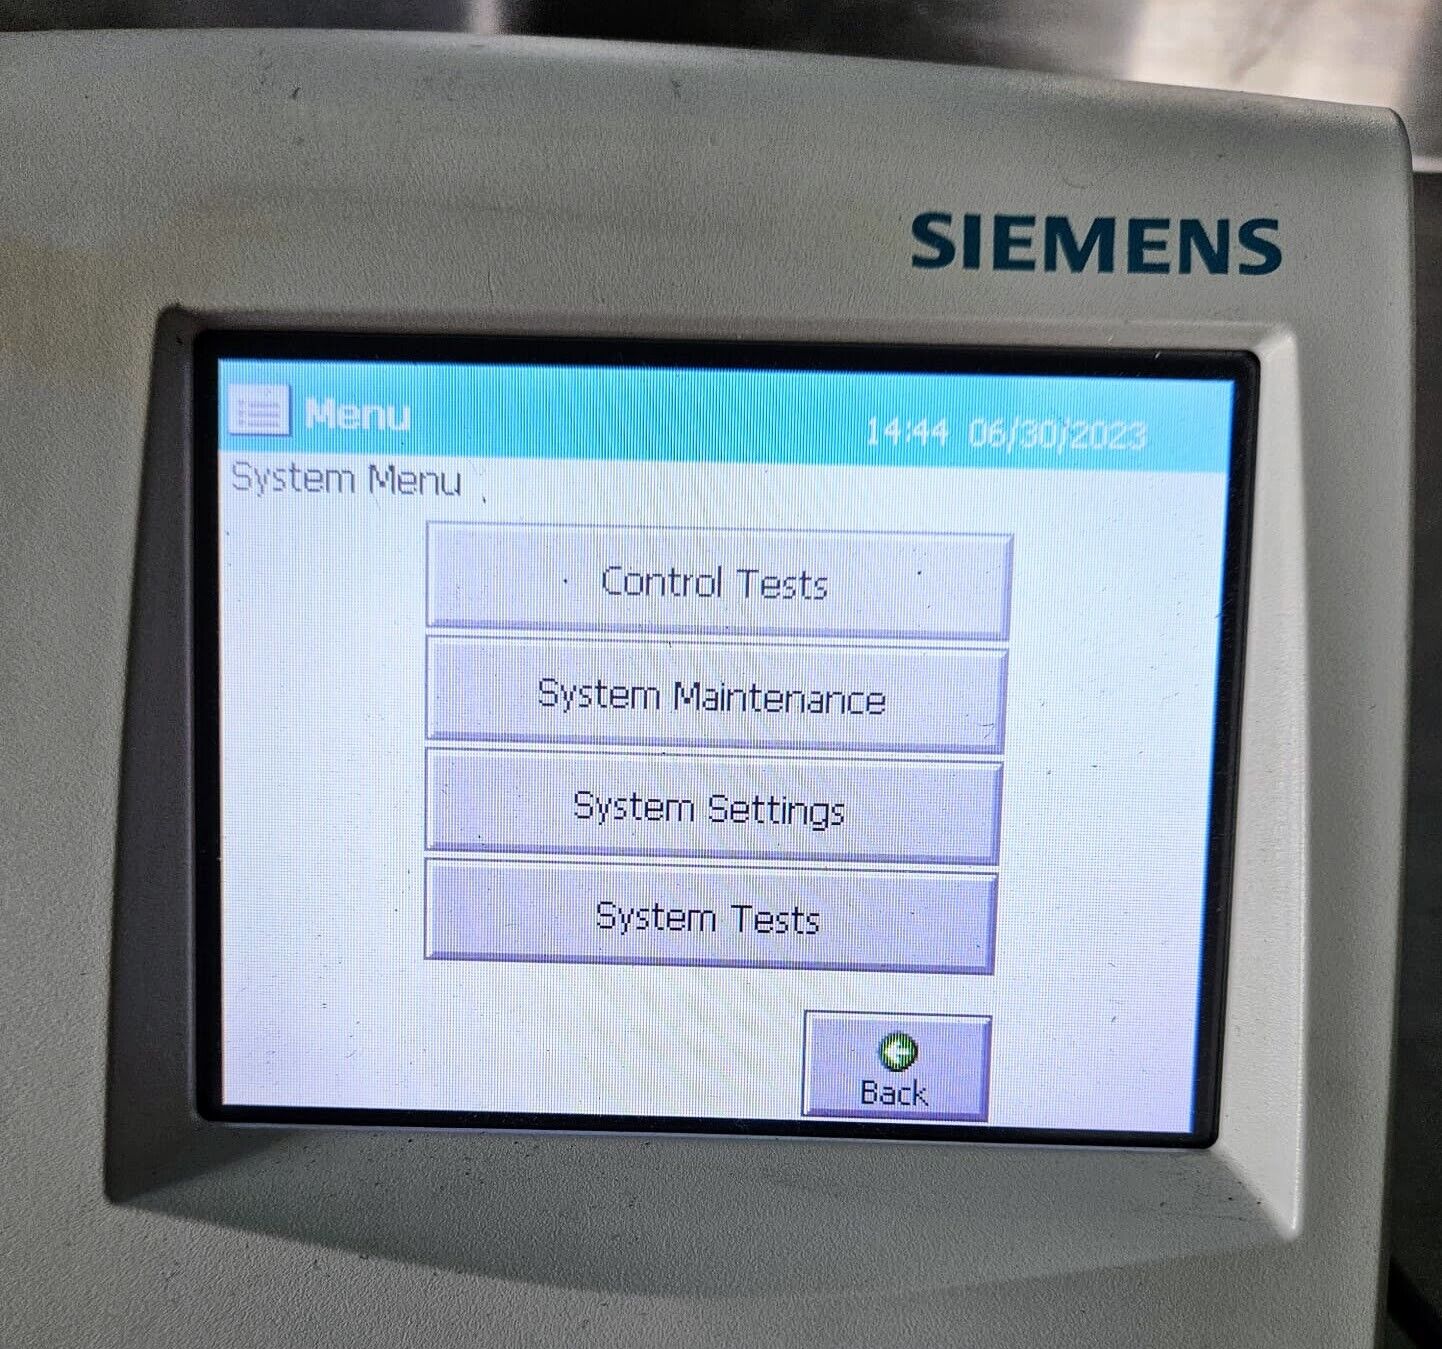 SIEMENS
Menu
14:44 06/30/2023
System Menu
Control Tests
System Maintenance
System Settings
System Tests
Back